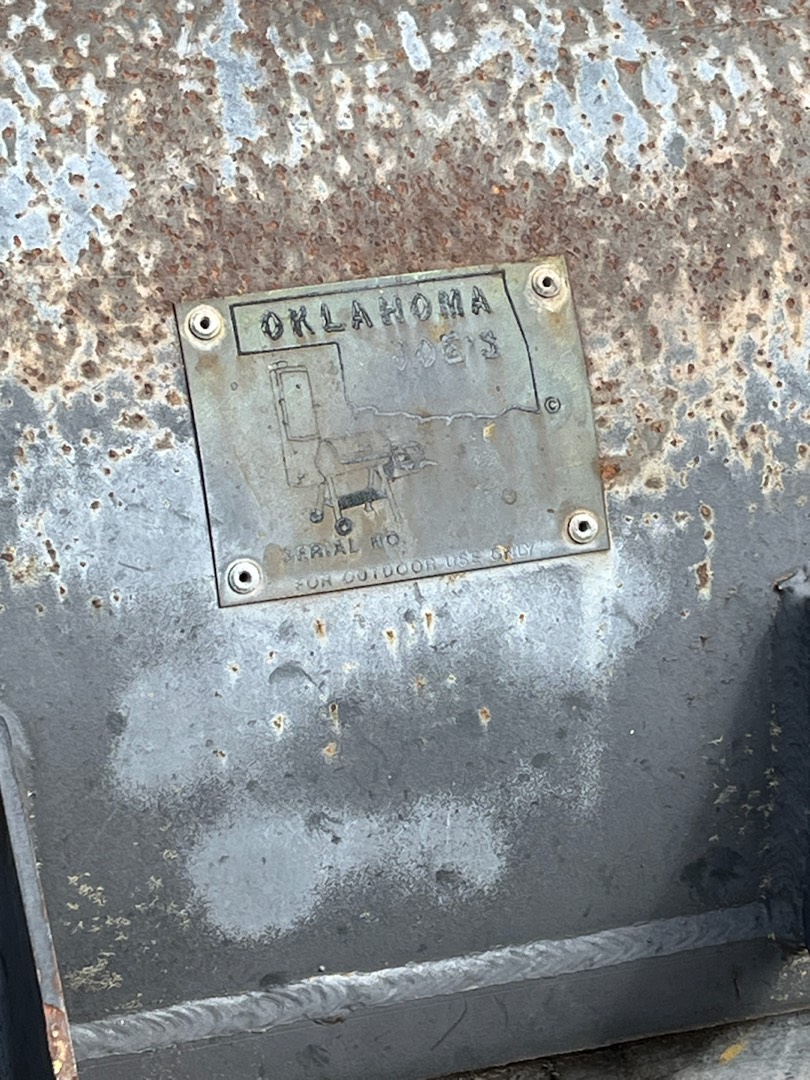 OKLAHOMA
JOE'S
©
SERIAL NO.
FOR OUTDOOR USE ONLY